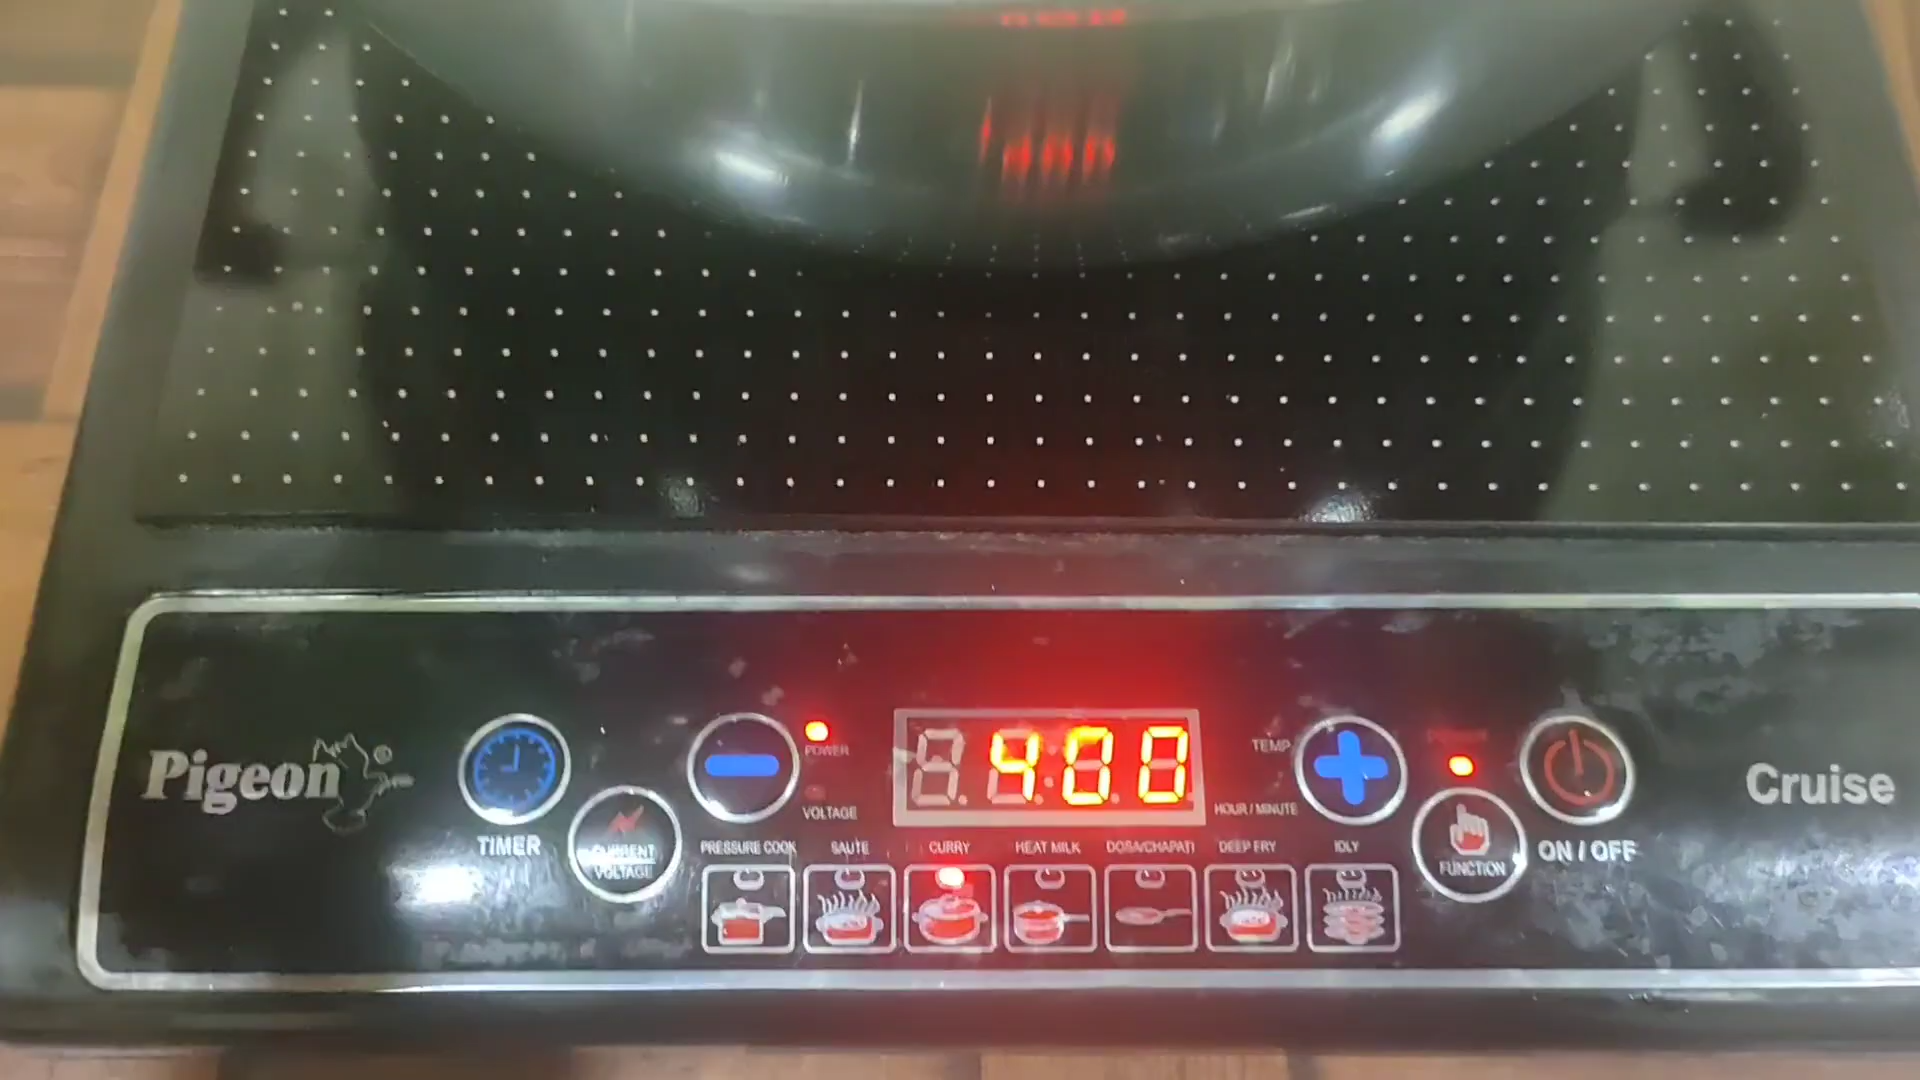 Pigeon®
TIMER
CURRENT
VOLTAGE
POWER
VOLTAGE
400
TEMP
HOUR / MINUTE
FUNCTION
ON / OFF
Cruise
PRESSURE COOK
SAUTE
CURRY
HEAT MILK
DOSA/CHAPATI
DEEP FRY
IDLY